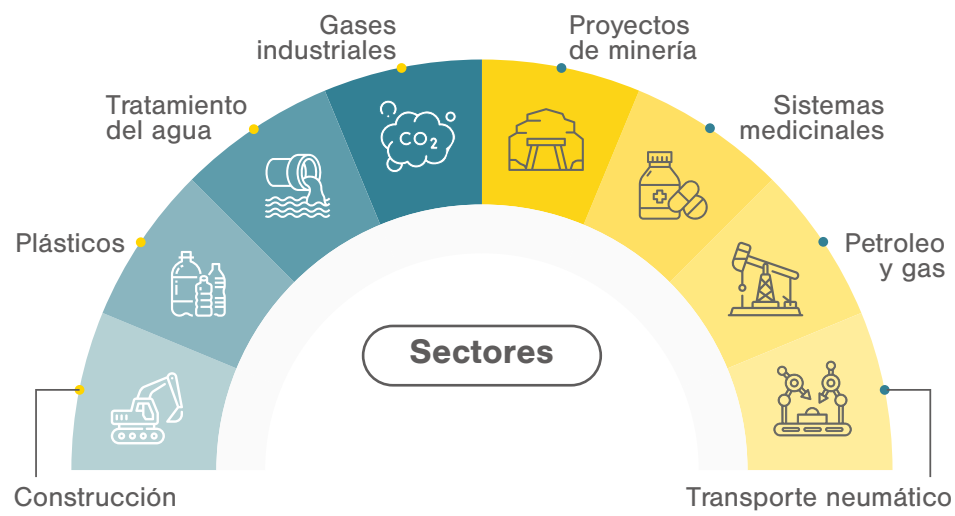 Gases
industriales
Proyectos
de minería
Tratamiento
del agua
Sistemas
medicinales
CO2
Plásticos
Petroleo
y gas
Sectores
Construcción
Transporte neumático